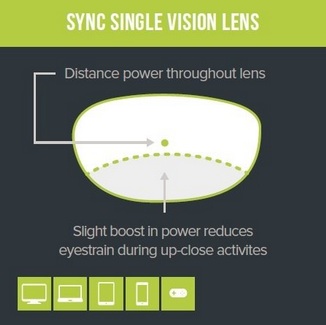 SYNC SINGLE VISION LENS
Distance power throughout lens
Slight boost in power reduces
eyestrain during up-close activites